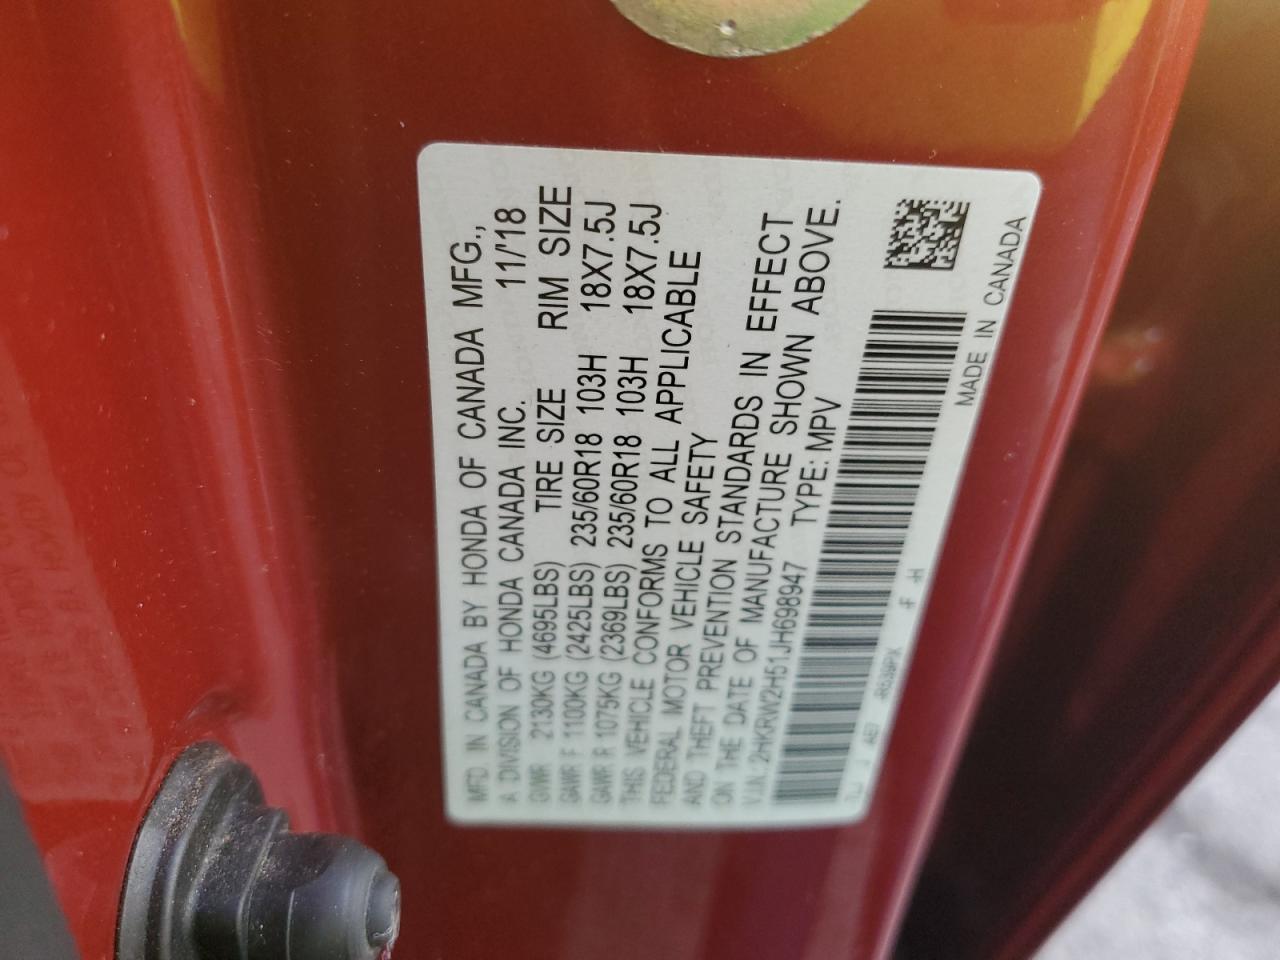 MFD IN CANADA BY HONDA OF CANADA MFG.,
A DIVISION OF HONDA CANADA INC. 11/'18
GVWR 2130KG (4695LBS) TIRE SIZE RIM SIZE
GAWR F 1100KG (2425LBS) 235/60R18 103H 18X7.5J
GAWR R 1075KG (2369LBS) 235/60R18 103H 18X7.5J
THIS VEHICLE CONFORMS TO ALL APPLICABLE
FEDERAL MOTOR VEHICLE SAFETY
AND THEFT PREVENTION STANDARDS IN EFFECT
ON THE DATE OF MANUFACTURE SHOWN ABOVE.
V.I.N. 2HKRW2H51JH698947 TYPE: MPV
MADE IN CANADA